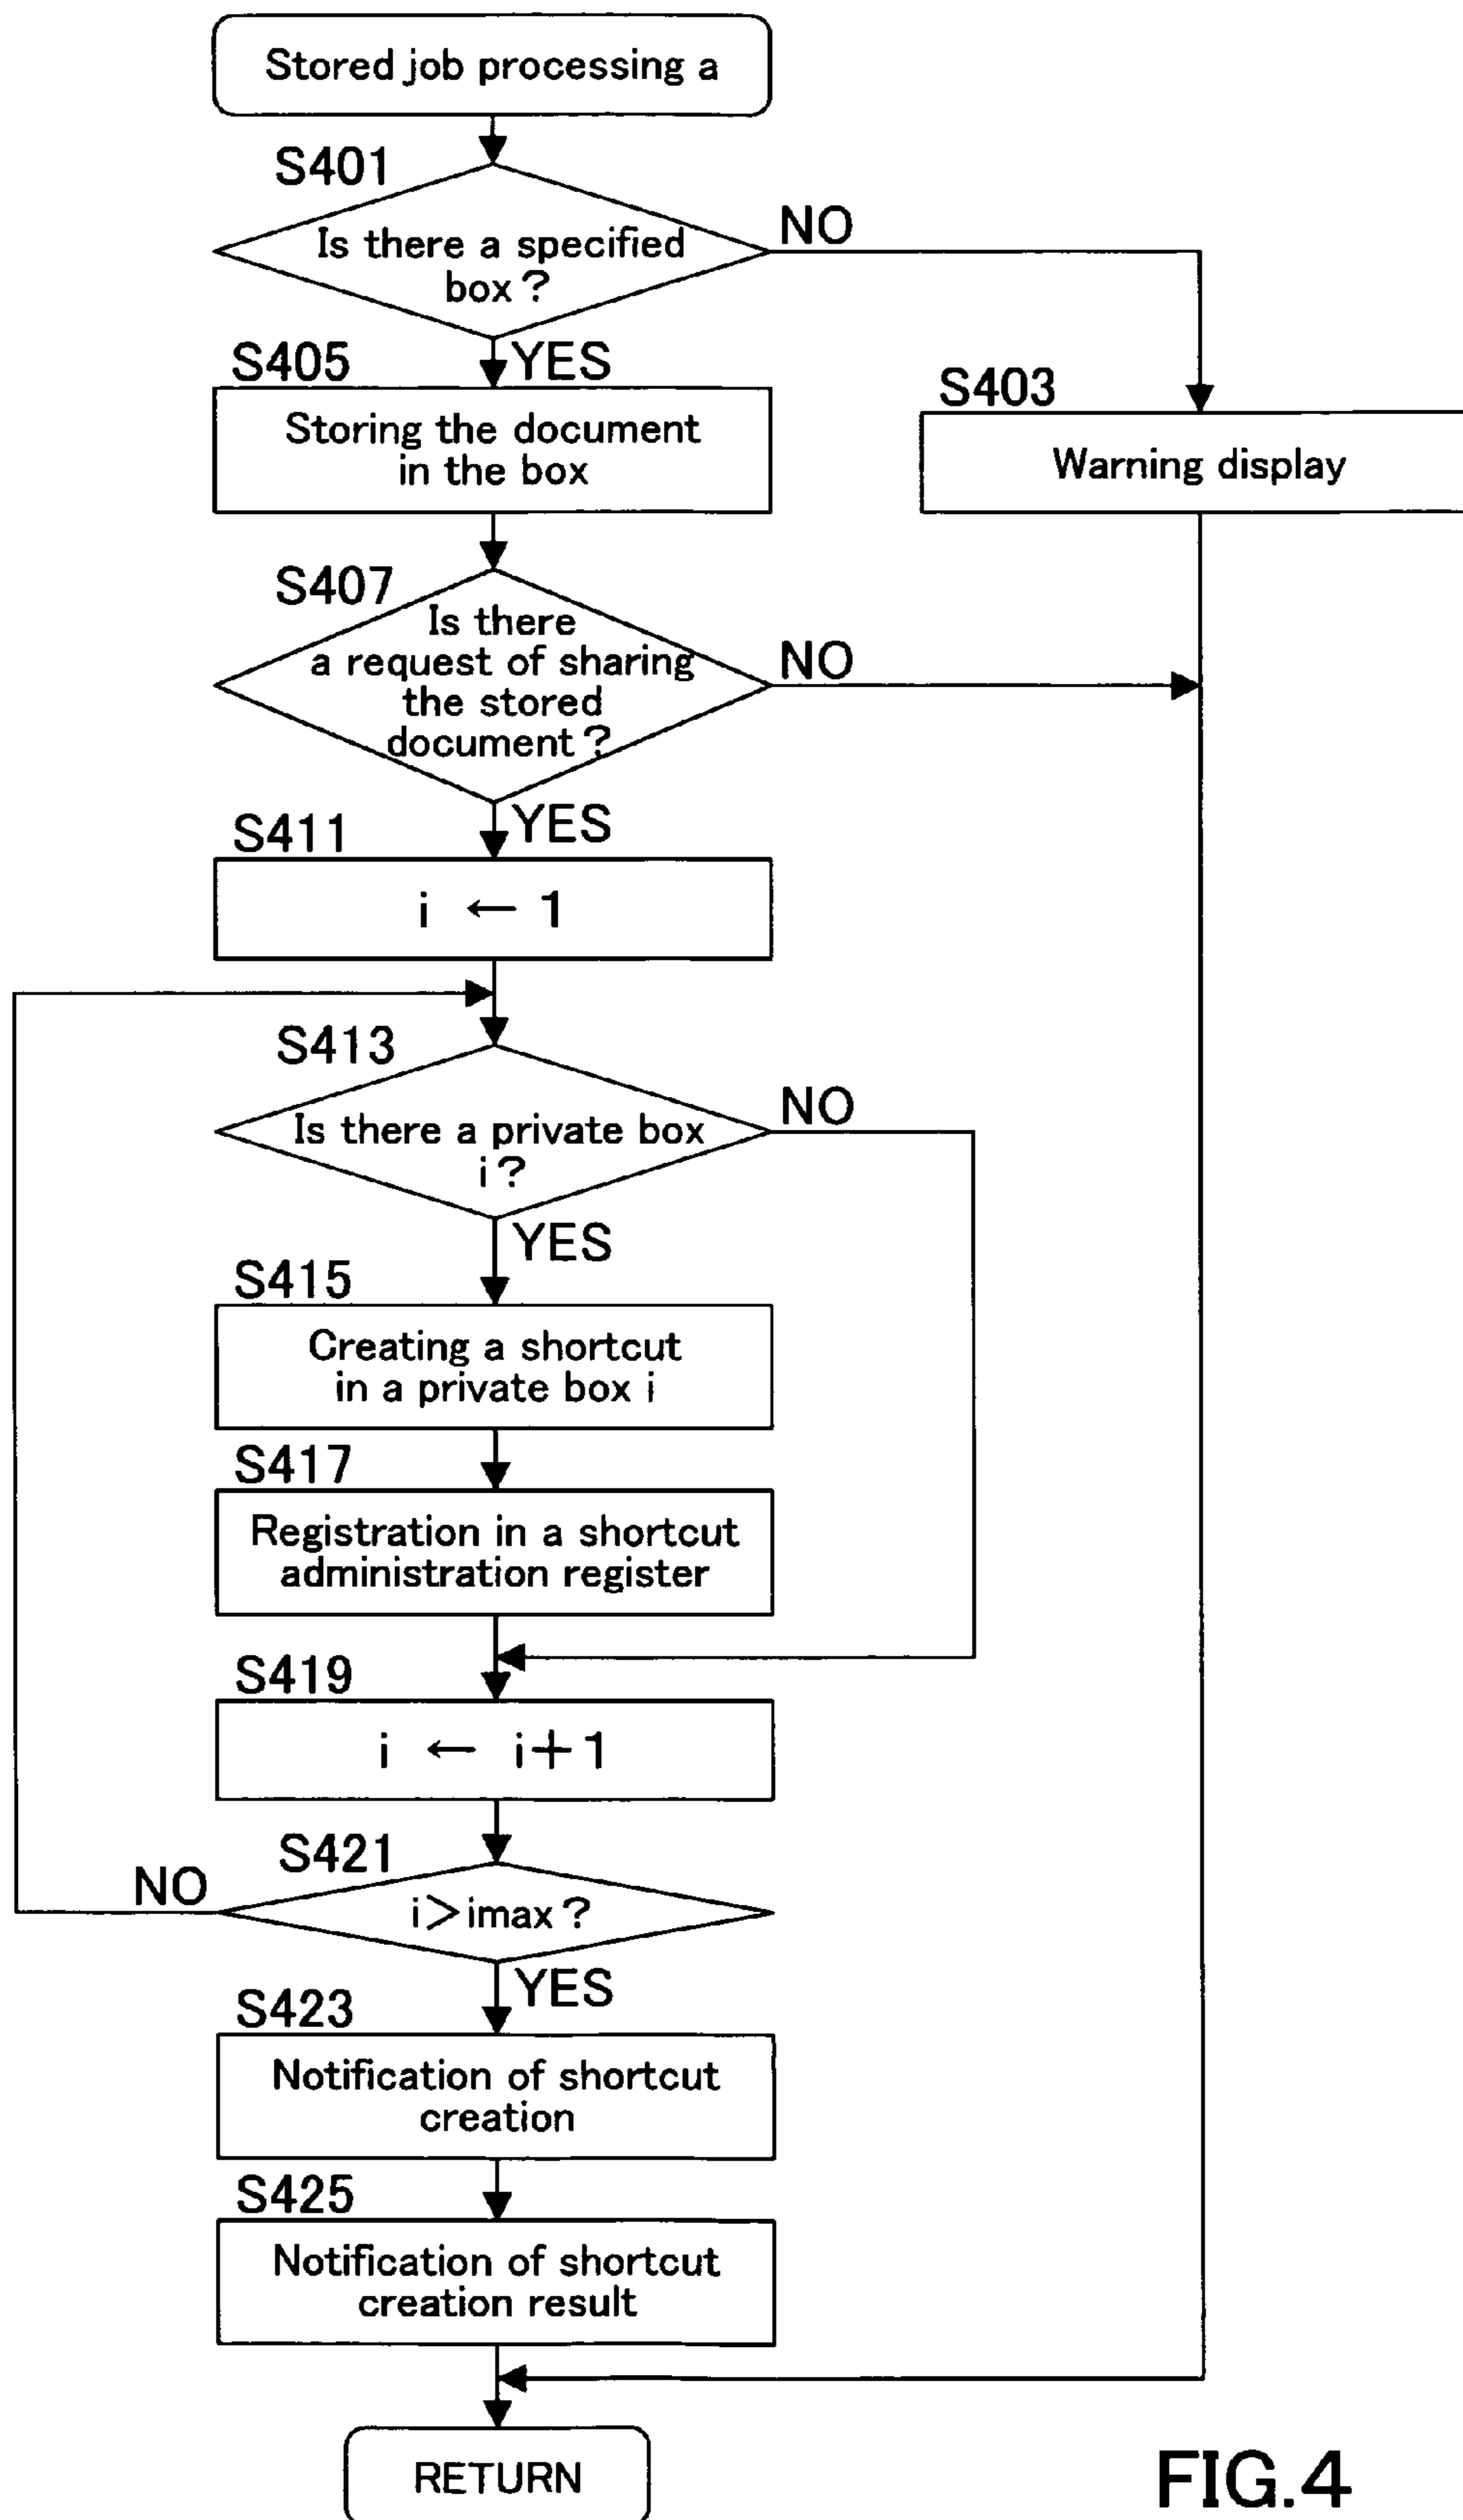 Stored job processing a
S401
Is there a specified
box?
NO
YES
S405
Storing the document
in the box
S403
Warning display
S407
Is there
a request of sharing
the stored
document?
NO
YES
S411
i ← 1
S413
Is there a private box
i?
NO
YES
S415
Creating a shortcut
in a private box i
S417
Registration in a shortcut
administration register
S419
i ← i+1
S421
i>imax?
NO
YES
S423
Notification of shortcut
creation
S425
Notification of shortcut
creation result
RETURN
FIG.4